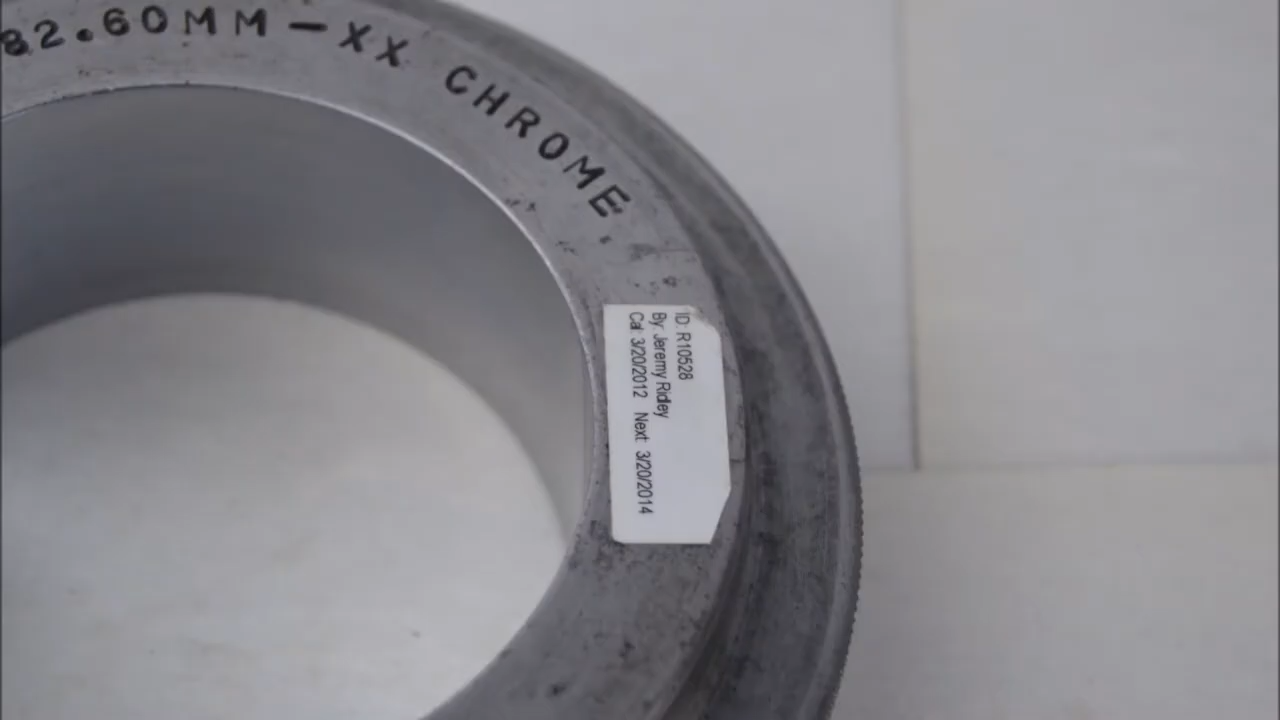 82.60MM-XX CHROME
ID: R10528
By: Jeremy Ridley
Cal: 3/20/2012 Next: 3/20/2014